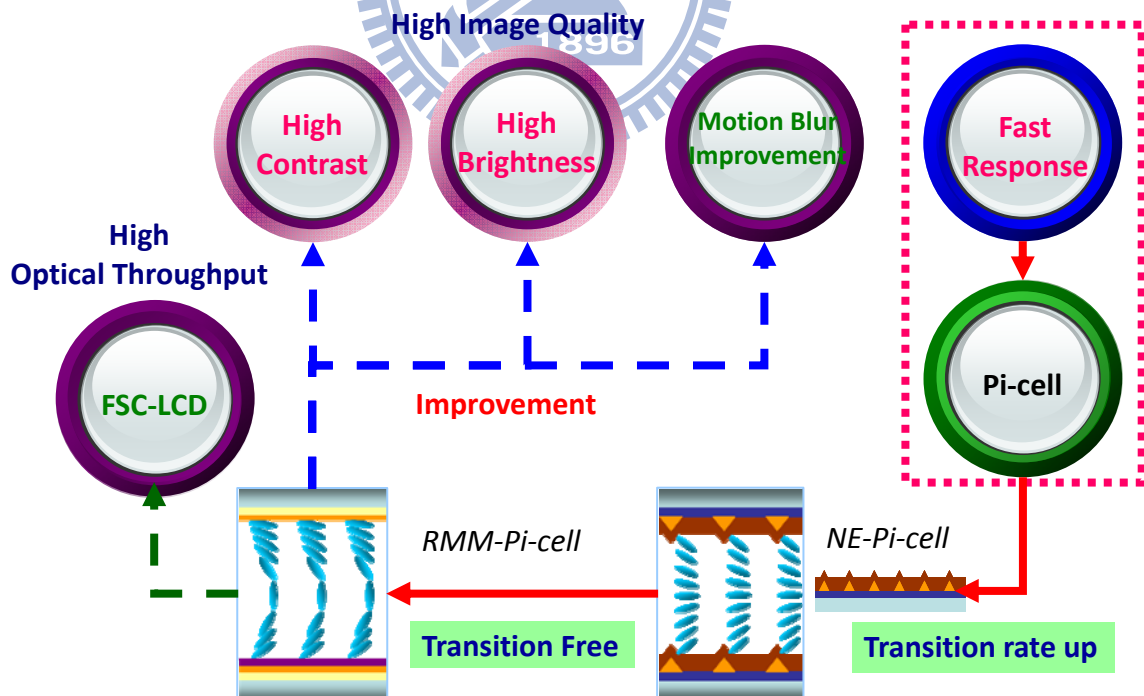 High Image Quality
1896
High
Contrast
High
Brightness
Motion Blur
Improvement
Fast
Response
High
Optical Throughput
FSC-LCD
Improvement
Pi-cell
RMM-Pi-cell
NE-Pi-cell
Transition Free
Transition rate up